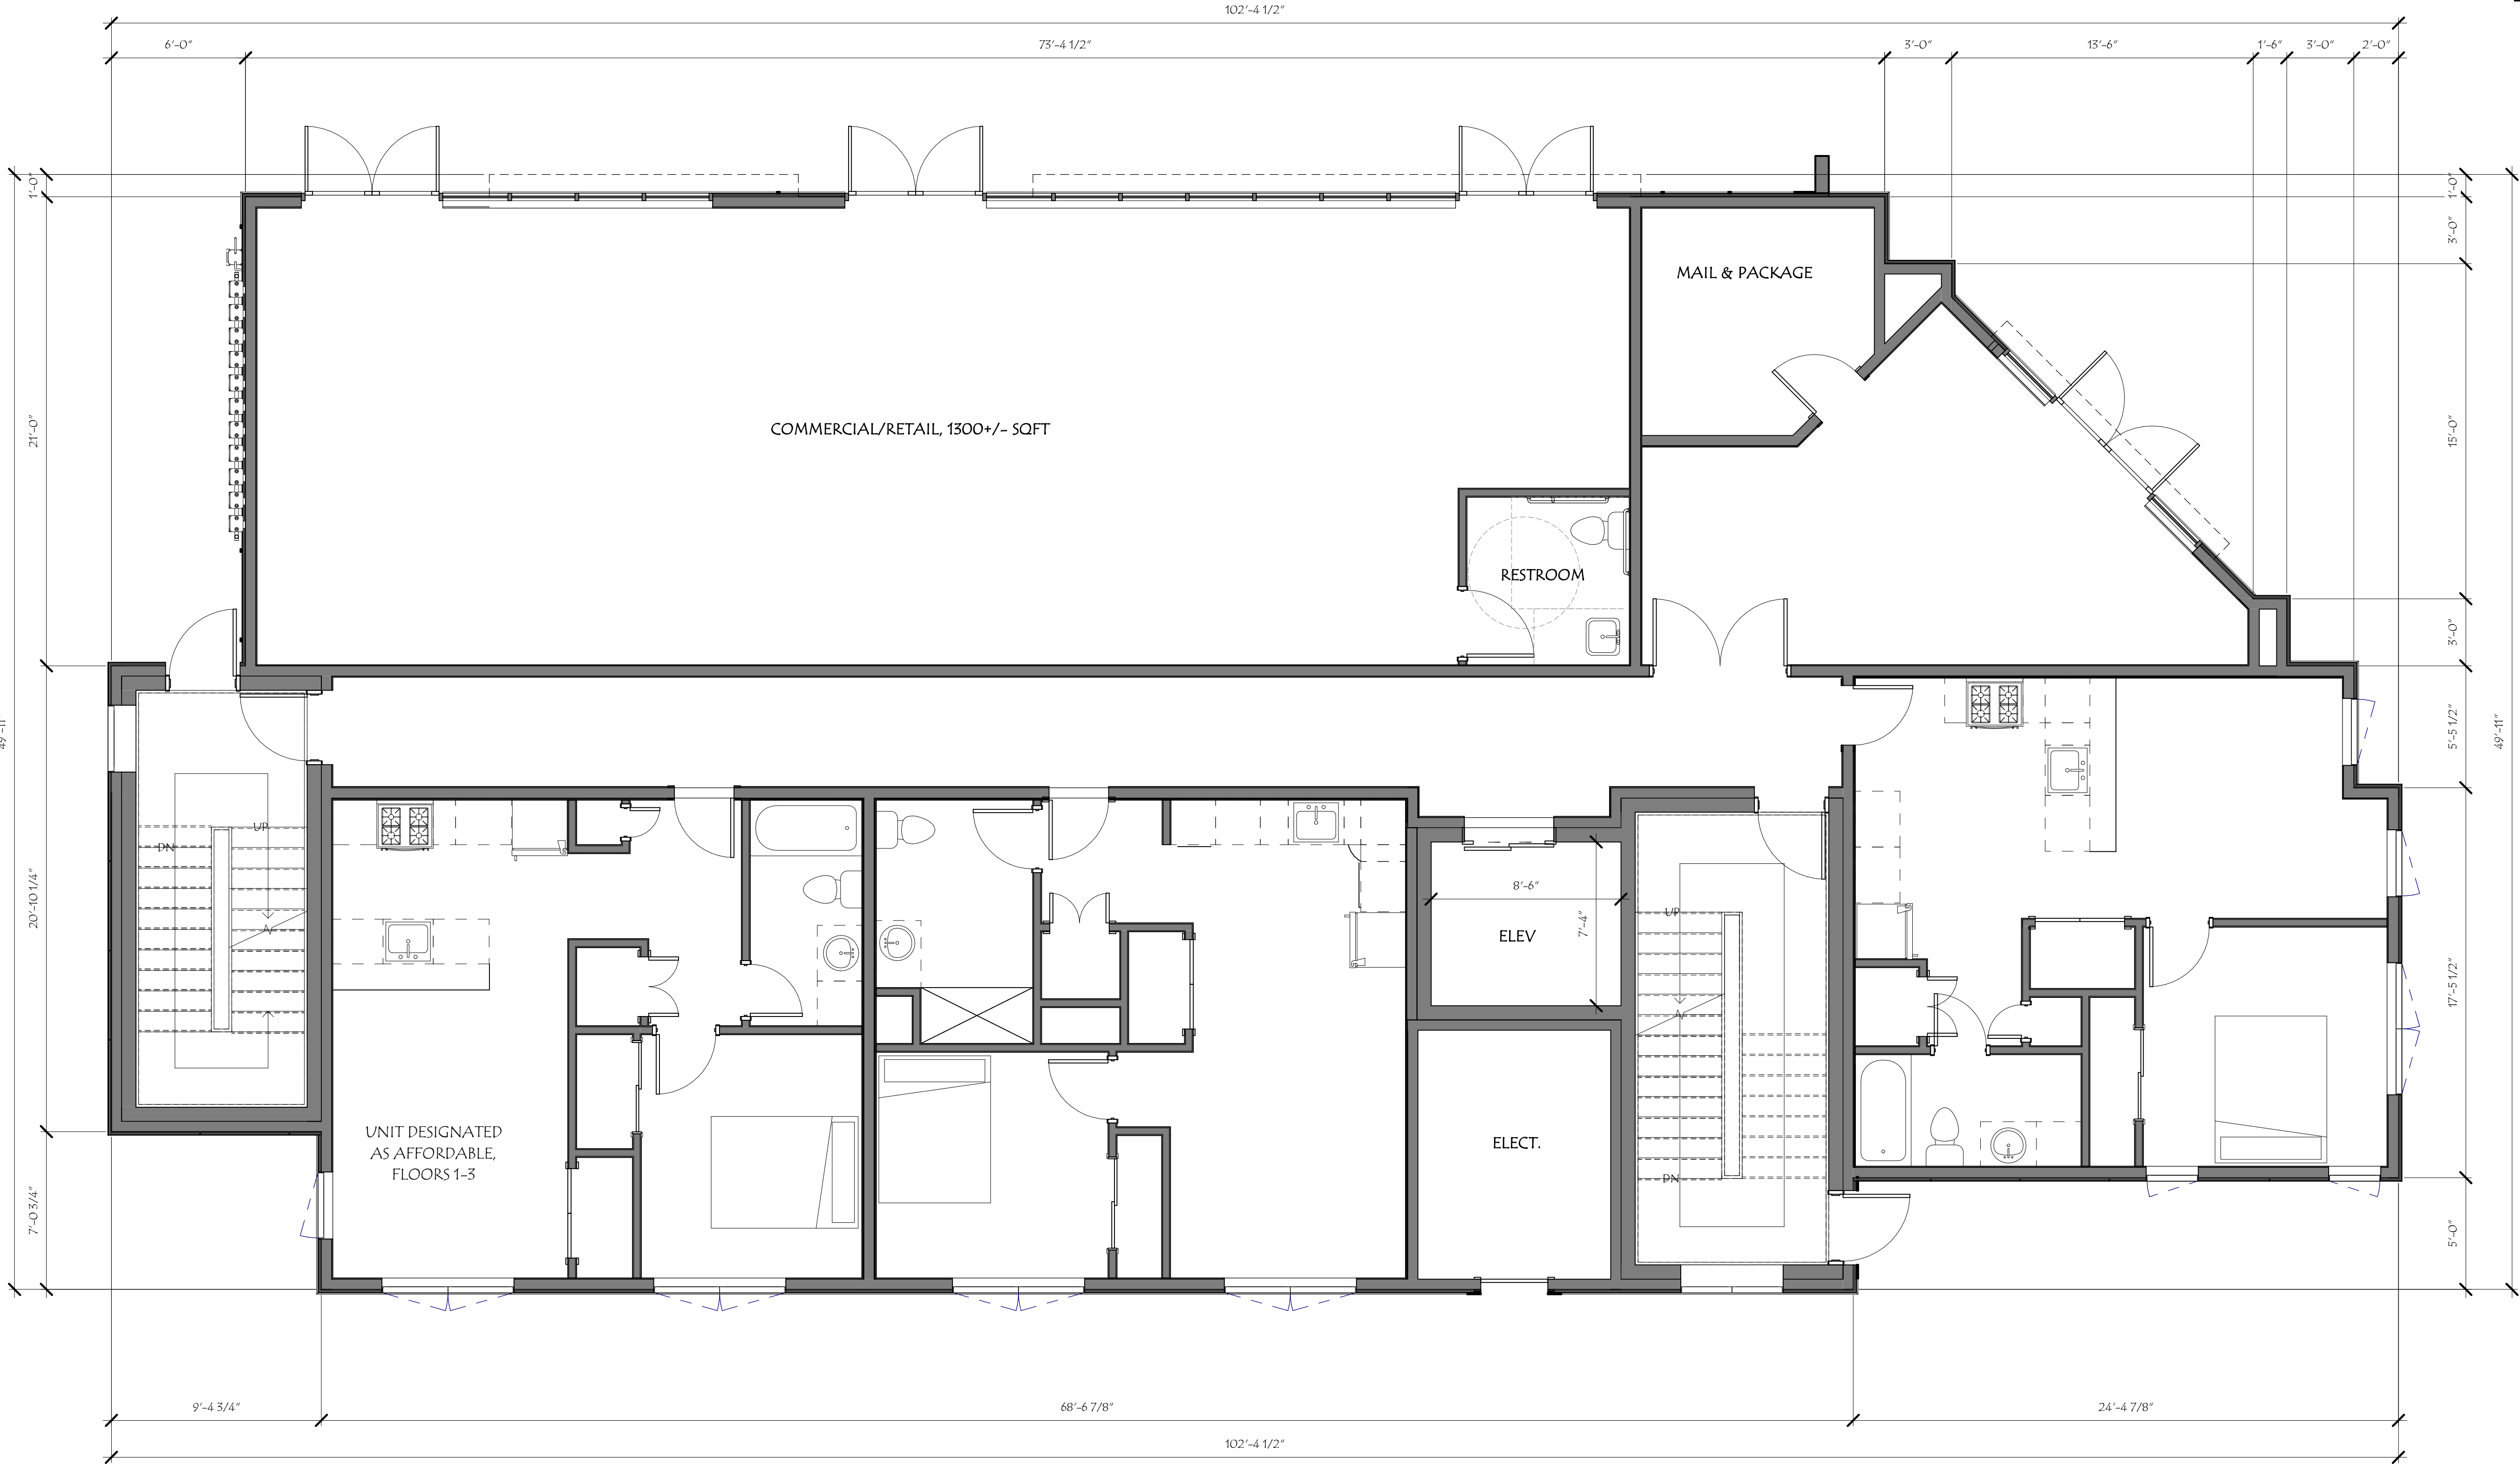 102'-4 1/2"
6'-0"
73'-4 1/2"
3'-0"
13'-6"
1'-6"
3'-0"
2'-0"
1'-0"
1'-0"
3'-0"
MAIL & PACKAGE
COMMERCIAL/RETAIL, 1300+/- SQFT
21'-0"
15'-0"
RESTROOM
3'-0"
49'-11"
5'-5 1/2"
49'-11"
UP
DN
20'-10 1/4"
8'-6"
7'-4"
ELEV
UP
17'-5 1/2"
UNIT DESIGNATED
AS AFFORDABLE,
FLOORS 1-3
ELECT.
DN
7'-0 3/4"
5'-0"
9'-4 3/4"
68'-6 7/8"
24'-4 7/8"
102'-4 1/2"